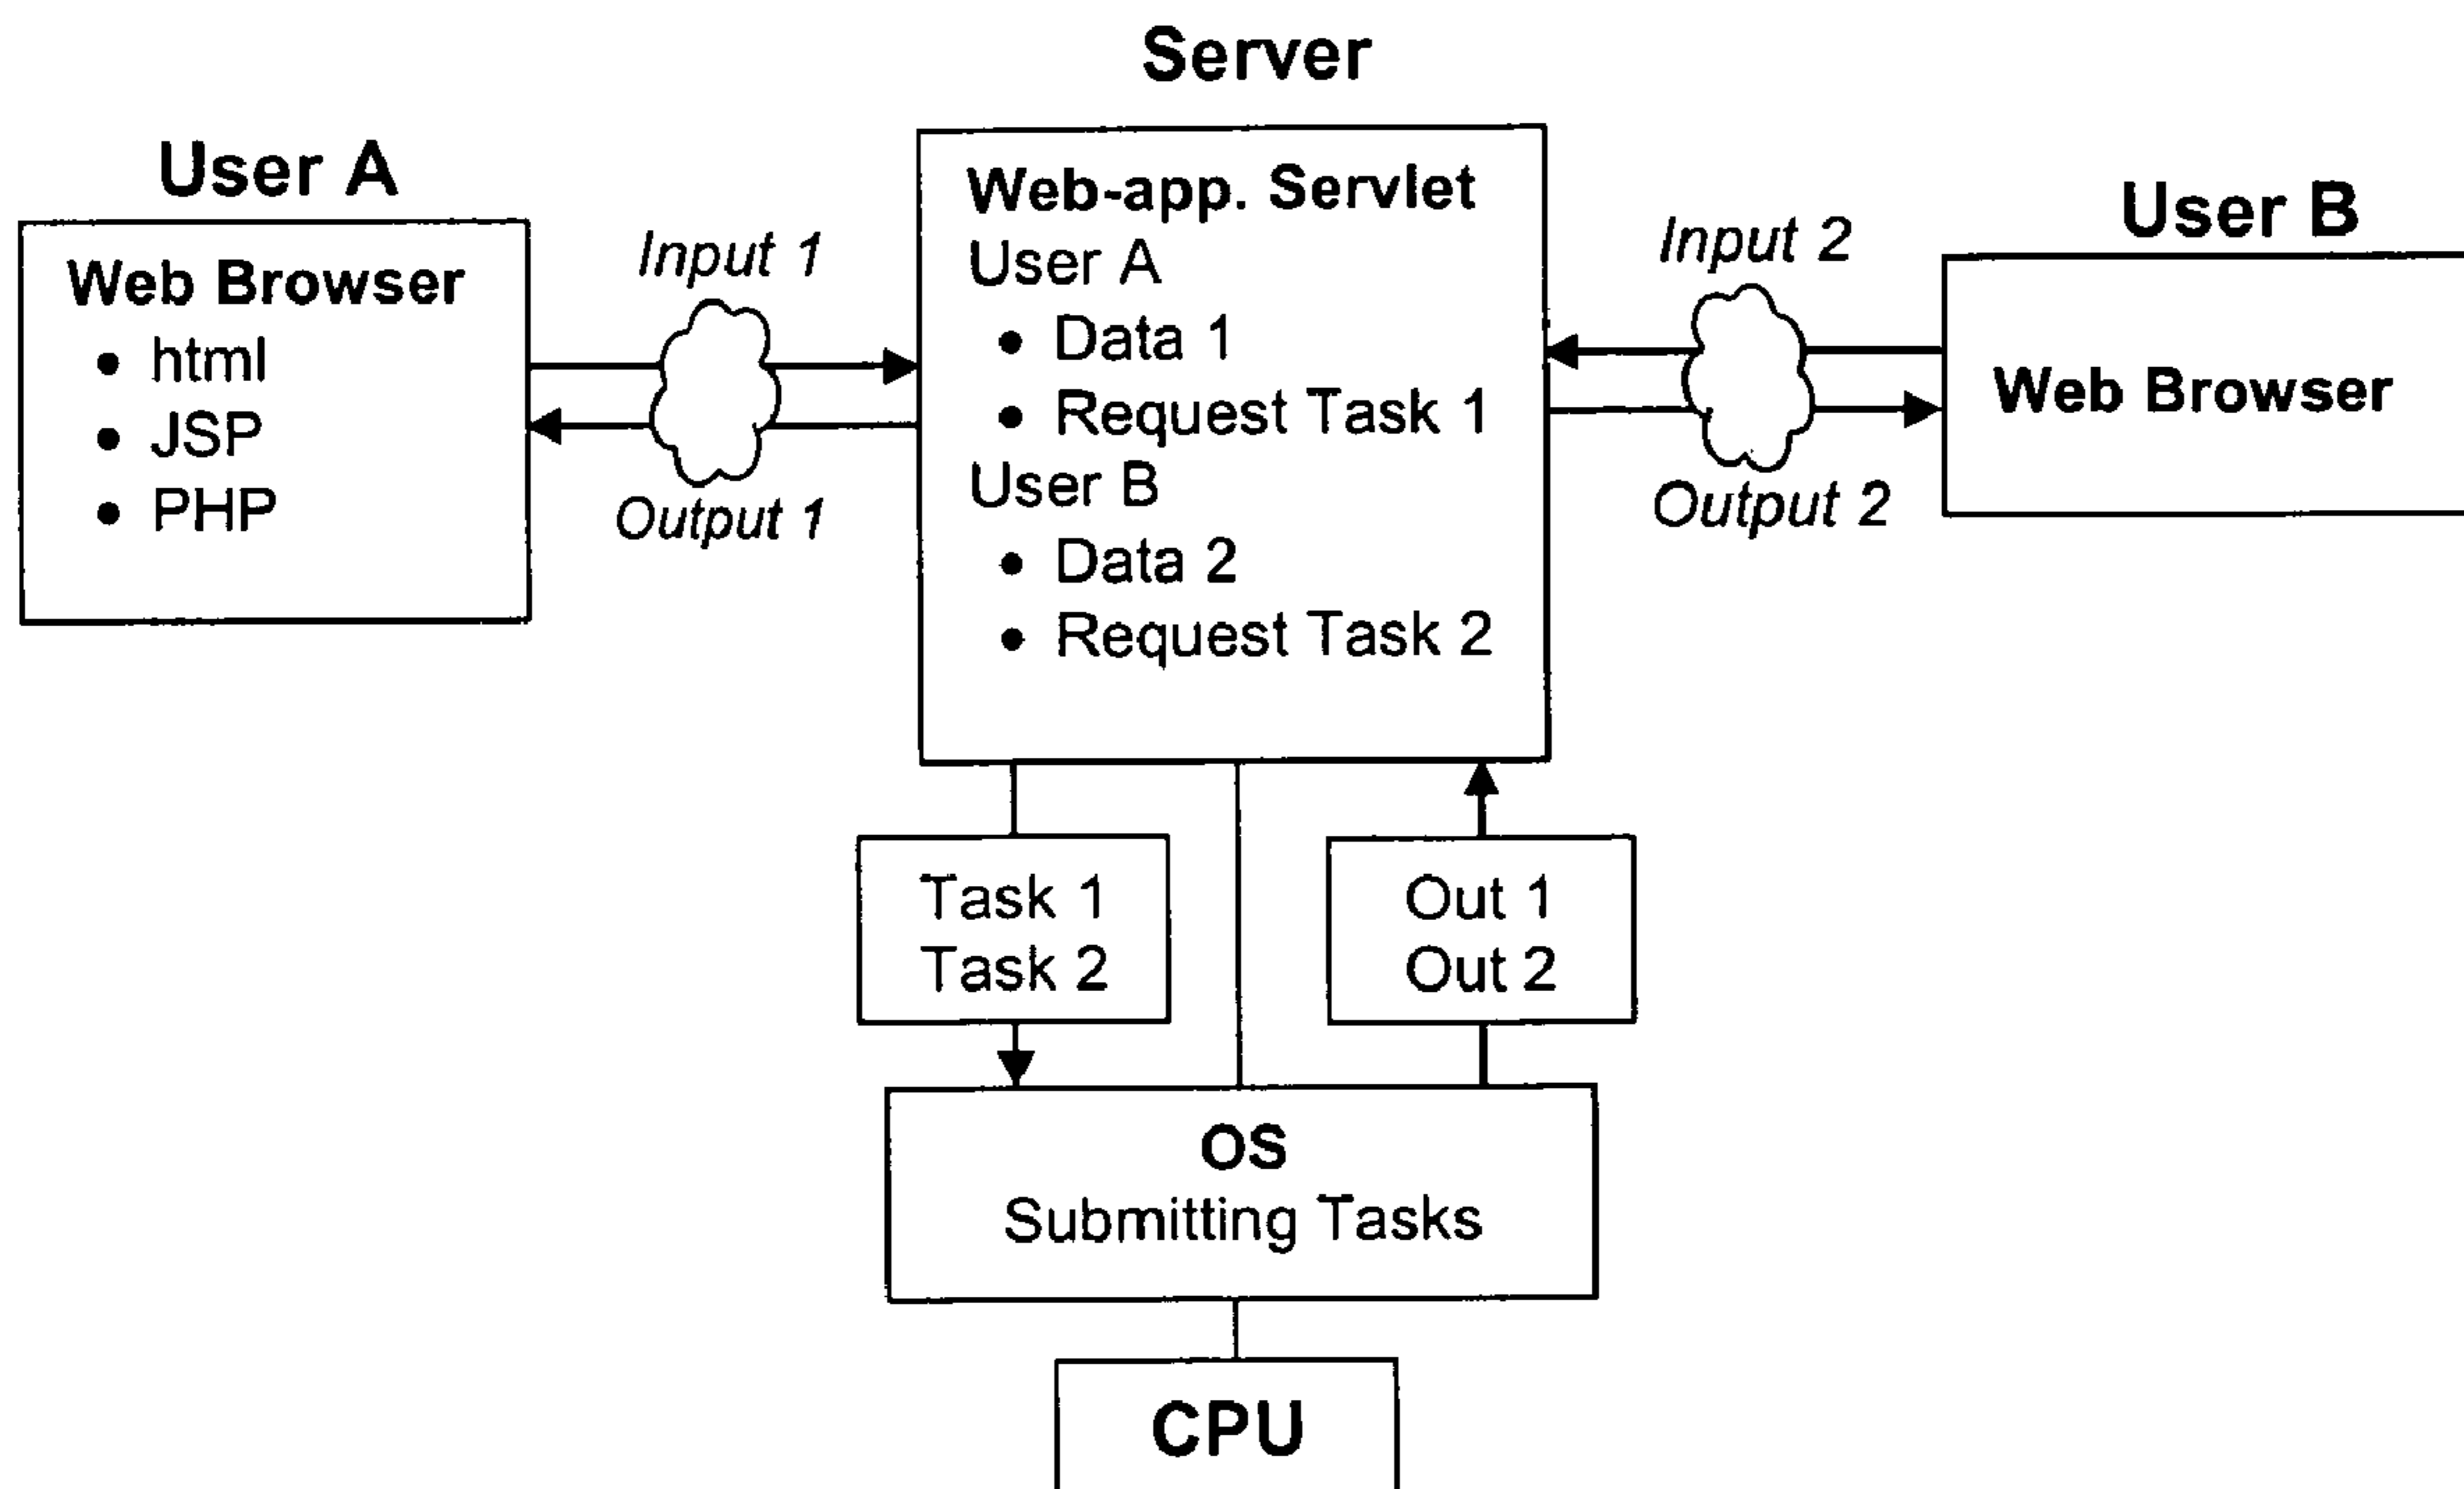 Server
User A
Web Browser
• html
• JSP
• PHP
Input 1
Output 1
Web-app. Servlet
User A
• Data 1
• Request Task 1
User B
• Data 2
• Request Task 2
Input 2
Output 2
User B
Web Browser
Task 1
Task 2
Out 1
Out 2
OS
Submitting Tasks
CPU